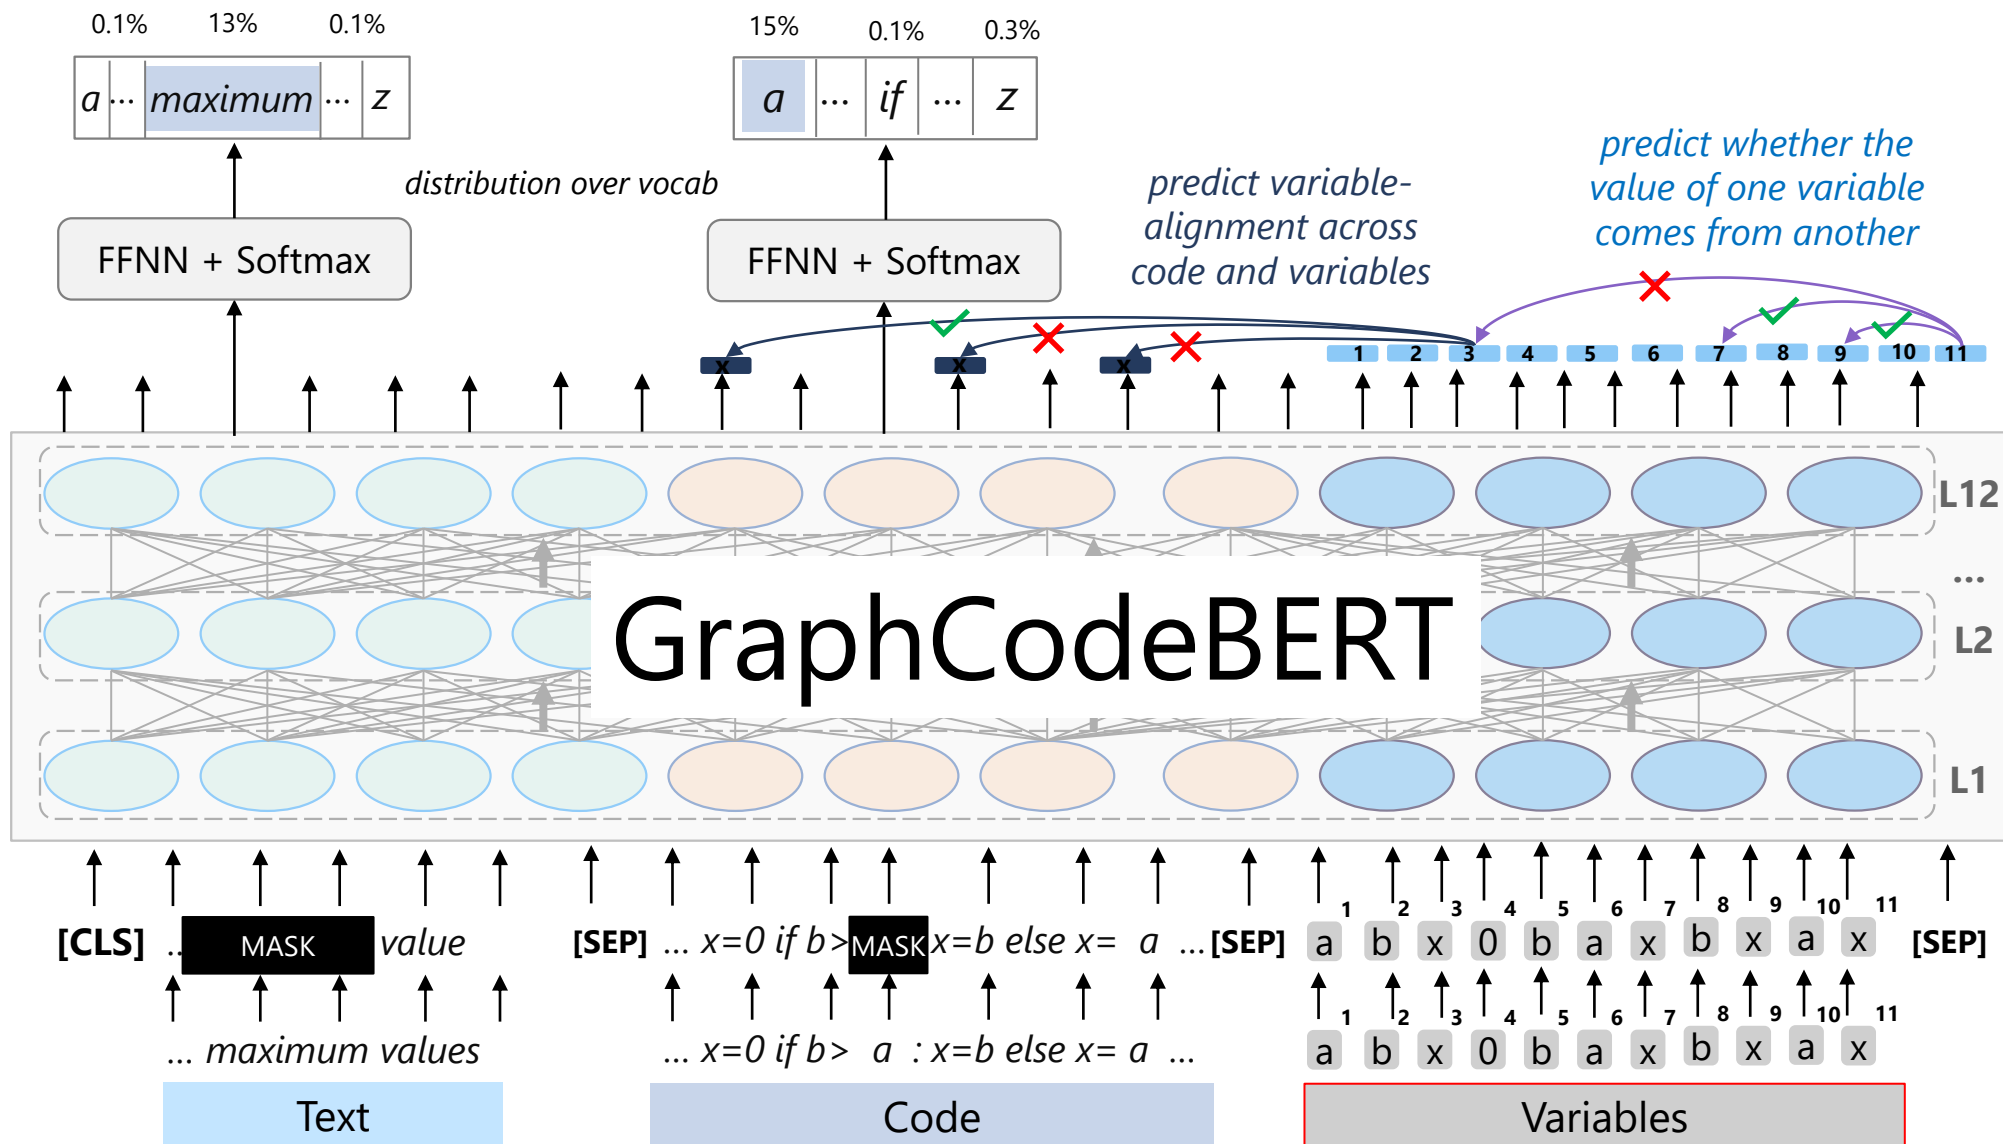 0.1% 13% 0.1%
a ... maximum ... z
15% 0.1% 0.3%
a ... if ... z
distribution over vocab
FFNN + Softmax
FFNN + Softmax
predict variable-
alignment across
code and variables
predict whether the
value of one variable
comes from another
x x x
1 2 3 4 5 6 7 8 9 10 11
L12
...
L2
L1
GraphCodeBERT
[CLS] .. MASK value [SEP] ... x=0 if b> MASK x=b else x= a ... [SEP] a 1 b 2 x 3 0 4 b 5 a 6 x 7 b 8 x 9 a 10 x 11 [SEP]
... maximum values
... x=0 if b> a : x=b else x= a ...
a 1 b 2 x 3 0 4 b 5 a 6 x 7 b 8 x 9 a 10 x 11
Text
Code
Variables